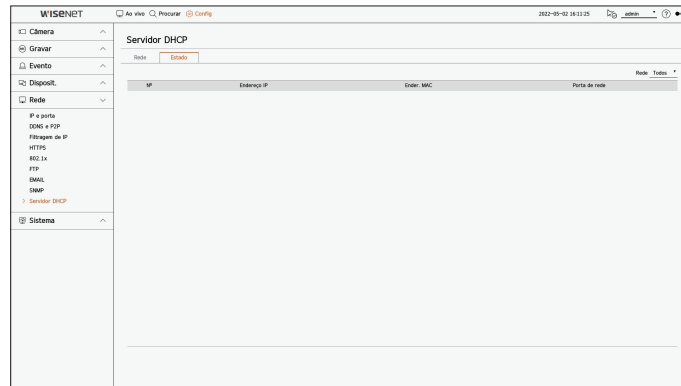 WISENET
Ao vivo Procurar Config
2022-05-02 16:11:25 admin
Câmera
Gravar
Evento
Disposit.
Rede
IP e porta
DDNS e P2P
Filtragem de IP
HTTPS
802.1x
FTP
EMAIL
SNMP
Servidor DHCP
Sistema
Servidor DHCP
Rede Estado
Rede Todos
Nº Endereço IP Ender. MAC Porta de rede